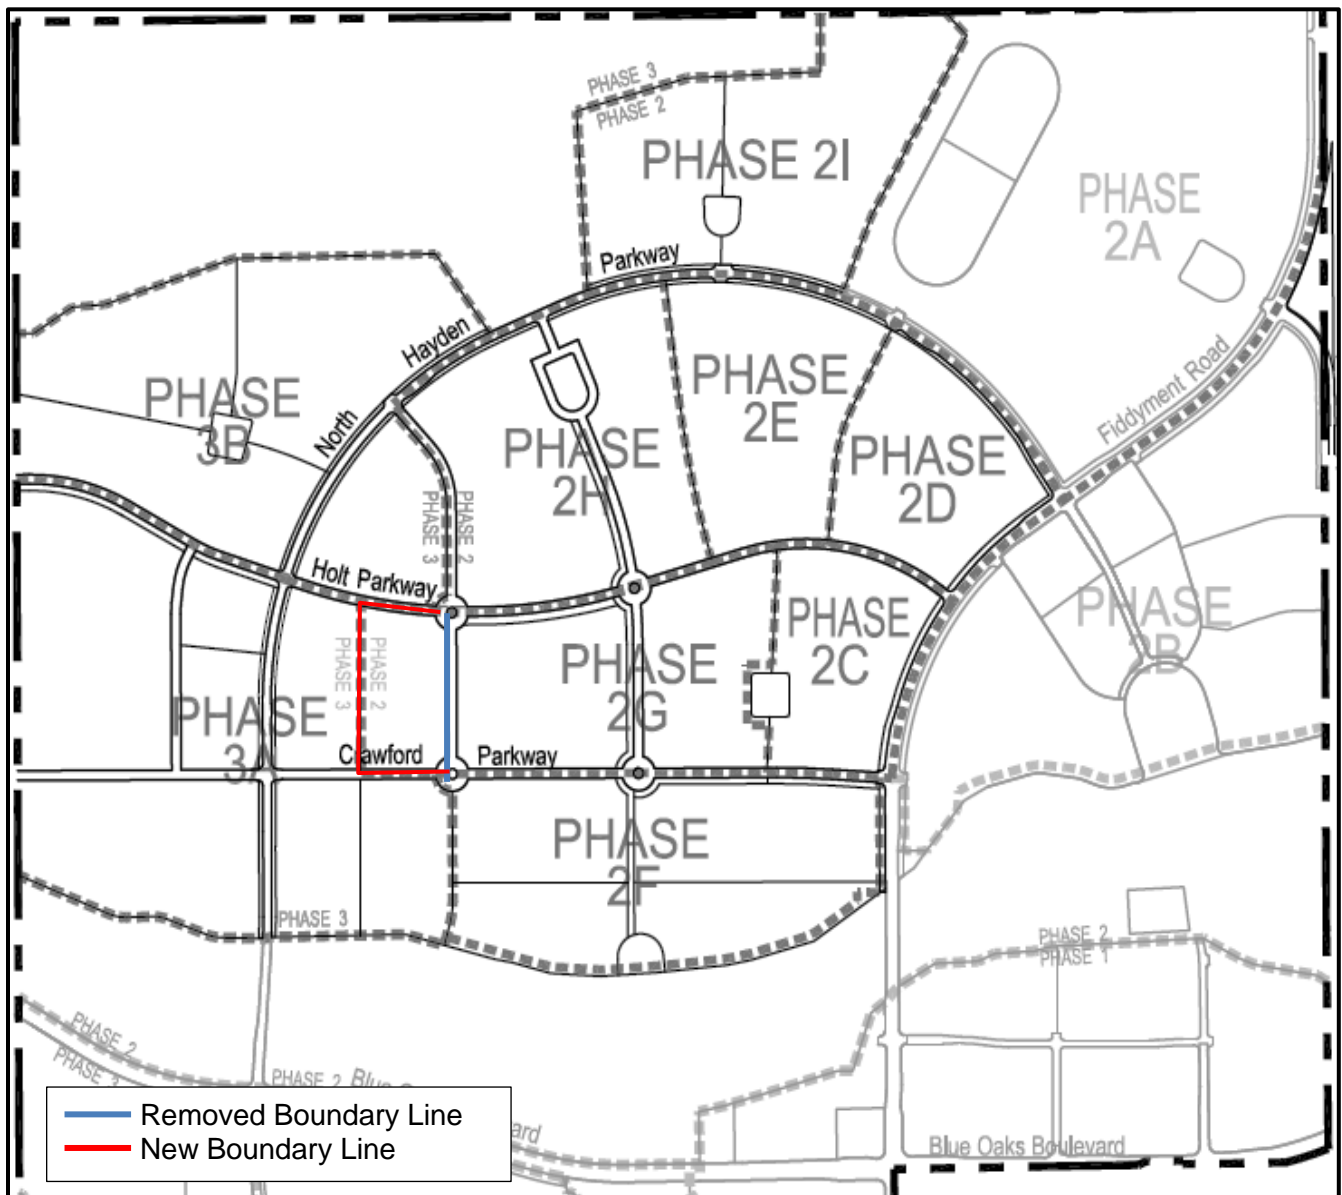 PHASE 3
PHASE 2
PHASE 2I
PHASE
2A
Parkway
Hayden
North
PHASE
3B
PHASE
2H
PHASE
2E
PHASE
2D
Fiddyment Road
PHASE 2
PHASE 3
Holt Parkway
PHASE
2C
PHASE
2B
PHASE 2
PHASE 3
PHASE
2G
PHASE
3A
Crawford Parkway
PHASE
2F
PHASE 3
PHASE 2
PHASE 1
PHASE 2
PHASE 3
PHASE 2
Blue
Blue Oaks Boulevard
Removed Boundary Line
New Boundary Line